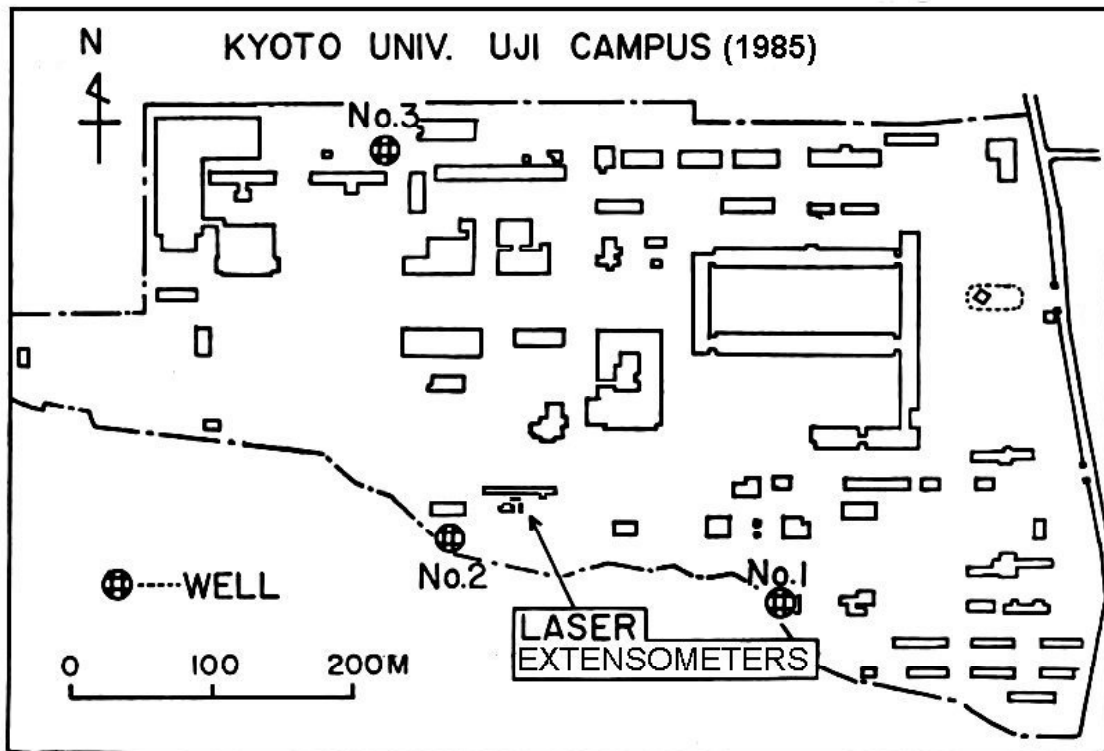 N
KYOTO UNIV. UJI CAMPUS (1985)
No.3
No.2
No.1
WELL
LASER
EXTENSOMETERS
0 100 200M